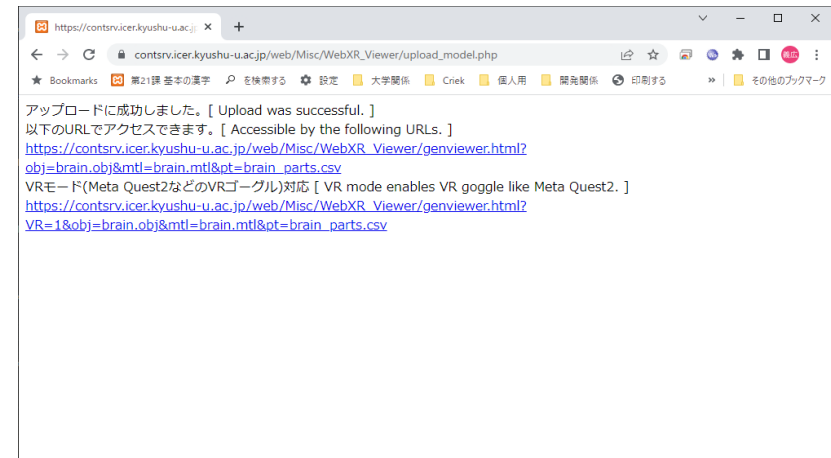 https://contsrv.icer.kyushu-u.ac.j
contsrv.icer.kyushu-u.ac.jp/web/Misc/WebXR_Viewer/upload_model.php
義広
Bookmarks 第21課 基本の漢字 を検索する 設定 大学関係 Criek 個人用 開発関係 印刷する » その他のブックマーク
アップロードに成功しました。[ Upload was successful. ]
以下のURLでアクセスできます。[ Accessible by the following URLs. ]
https://contsrv.icer.kyushu-u.ac.jp/web/Misc/WebXR_Viewer/genviewer.html?
obj=brain.obj&mtl=brain.mtl&pt=brain_parts.csv
VRモード(Meta Quest2などのVRゴーグル)対応 [ VR mode enables VR goggle like Meta Quest2. ]
https://contsrv.icer.kyushu-u.ac.jp/web/Misc/WebXR_Viewer/genviewer.html?
VR=1&obj=brain.obj&mtl=brain.mtl&pt=brain_parts.csv